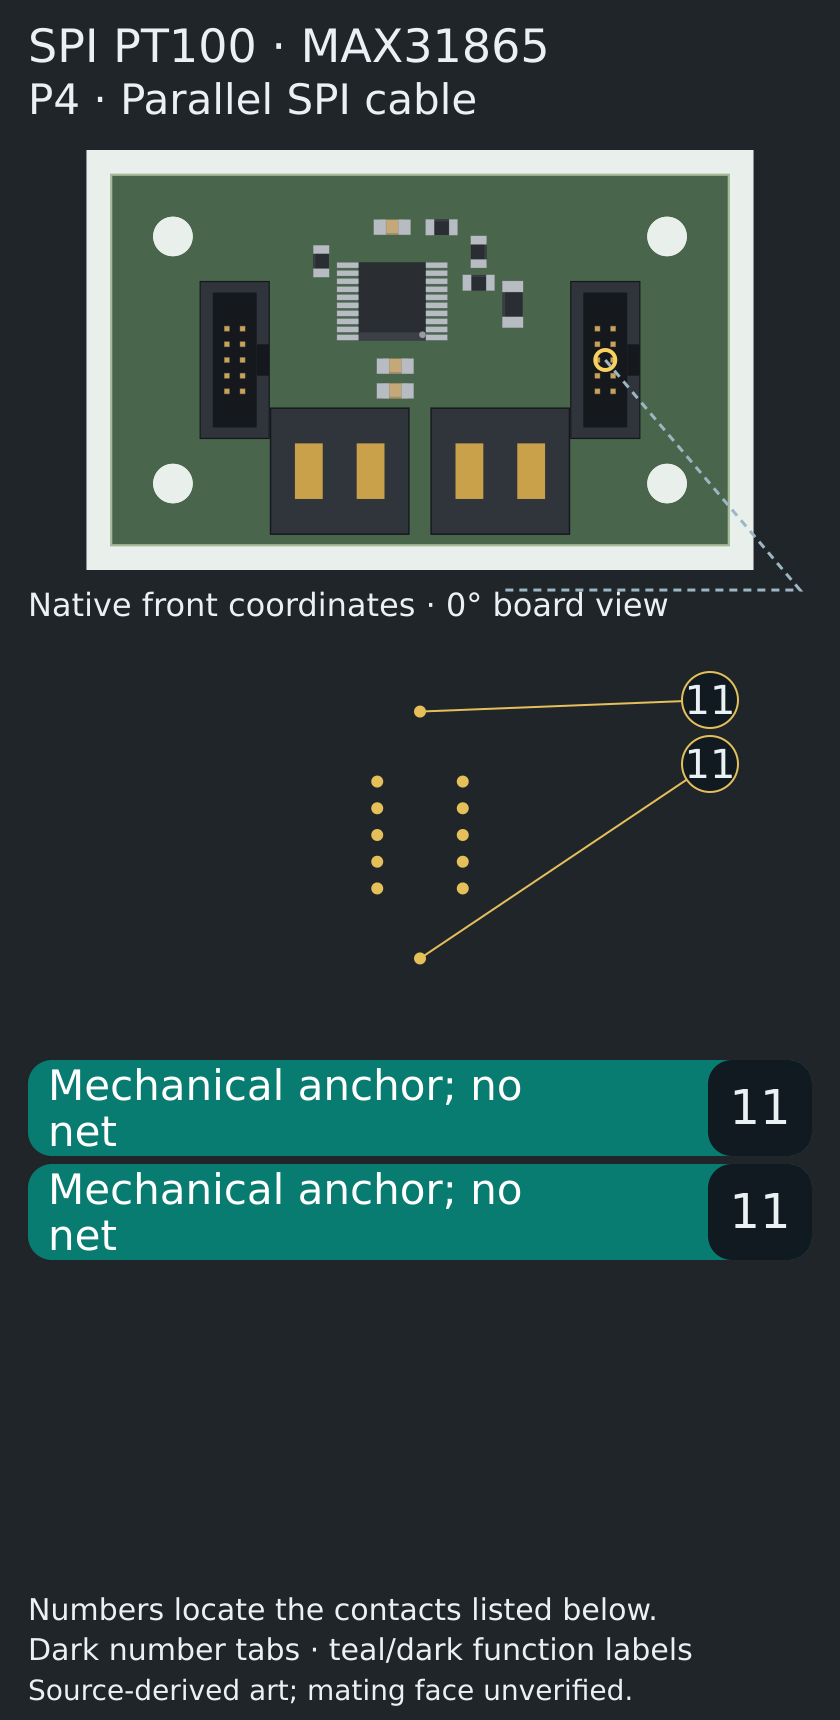 SPI PT100 · MAX31865
P4 · Parallel SPI cable
Native front coordinates · 0° board view
11
11
Mechanical anchor; no
net
11
Mechanical anchor; no
net
11
Numbers locate the contacts listed below.
Dark number tabs · teal/dark function labels
Source-derived art; mating face unverified.